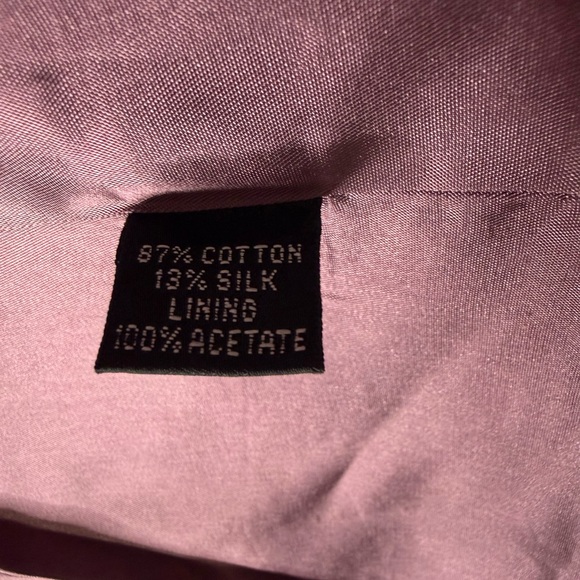 87% COTTON
13% SILK
LINING
100% ACETATE